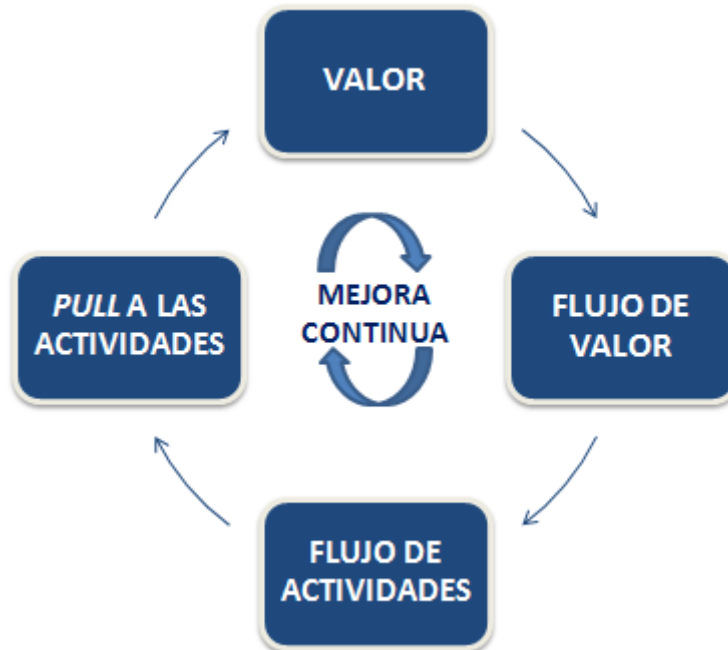 VALOR
FLUJO DE
VALOR
FLUJO DE
ACTIVIDADES
PULL A LAS
ACTIVIDADES
MEJORA
CONTINUA